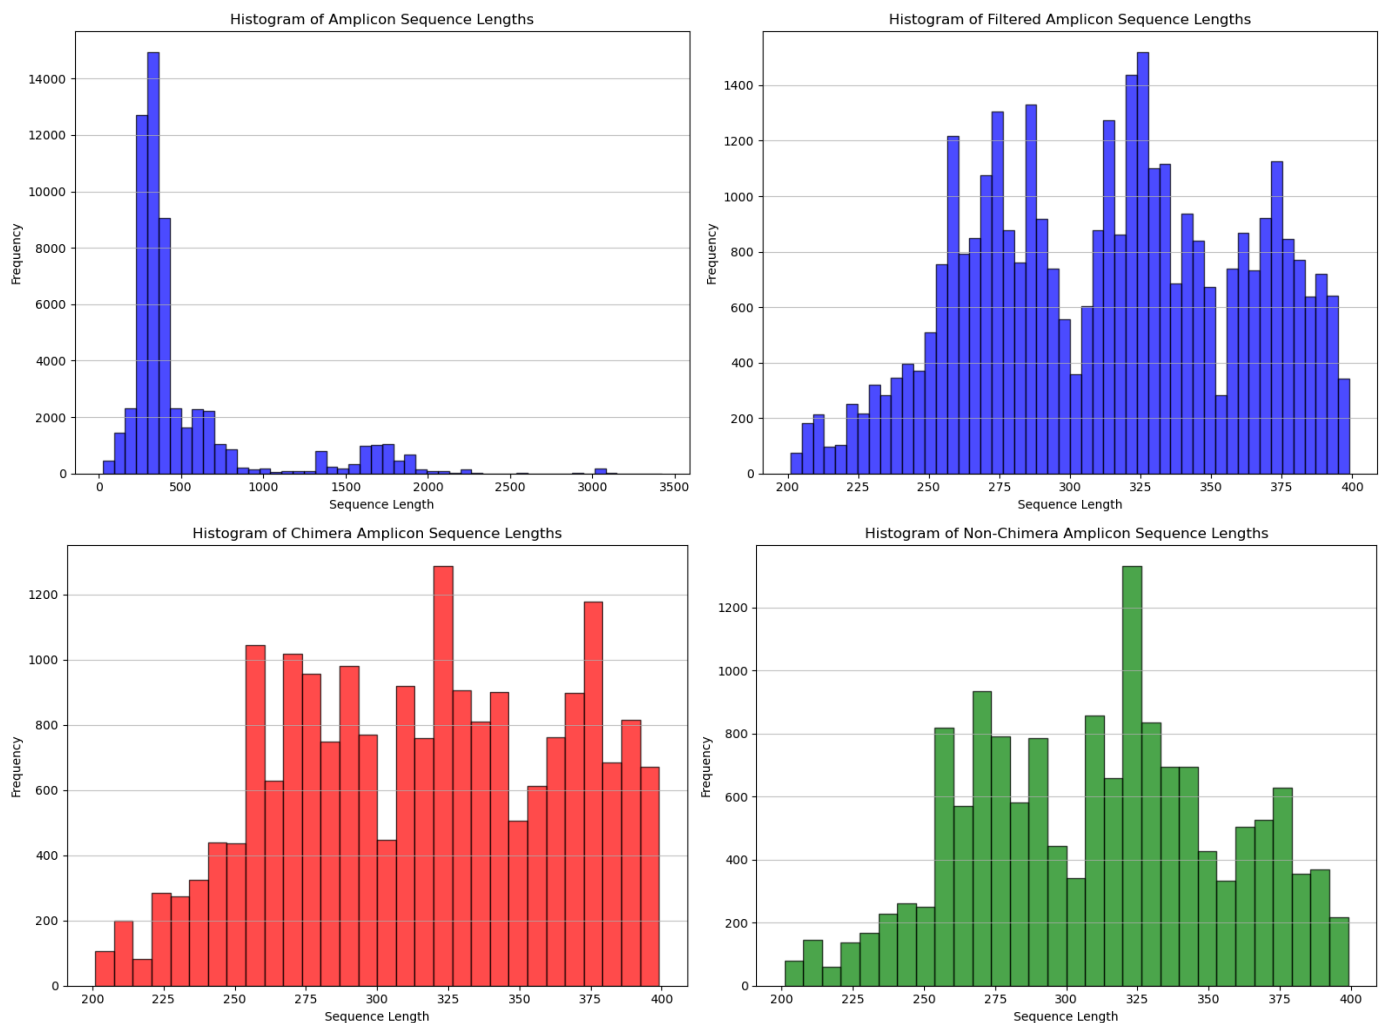 Histogram of Amplicon Sequence Lengths
14000
12000
10000
8000
6000
4000
2000
0
Frequency
0 500 1000 1500 2000 2500 3000 3500
Sequence Length
Histogram of Filtered Amplicon Sequence Lengths
1400
1200
1000
800
600
400
200
0
Frequency
200 225 250 275 300 325 350 375 400
Sequence Length
Histogram of Chimera Amplicon Sequence Lengths
1200
1000
800
600
400
200
0
Frequency
200 225 250 275 300 325 350 375 400
Sequence Length
Histogram of Non-Chimera Amplicon Sequence Lengths
1200
1000
800
600
400
200
0
Frequency
200 225 250 275 300 325 350 375 400
Sequence Length